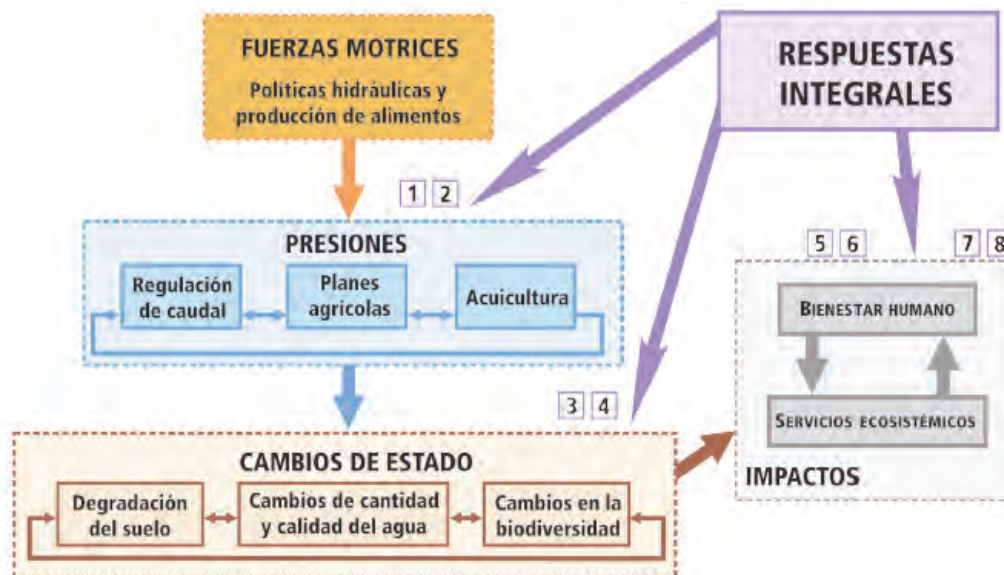 FUERZAS MOTRICES
Políticas hidráulicas y
producción de alimentos
RESPUESTAS
INTEGRALES
1 2
PRESIONES
Regulación
de caudal
Planes
agrícolas
Acuicultura
5 6
7 8
BIENESTAR HUMANO
SERVICIOS ECOSISTÉMICOS
IMPACTOS
3 4
CAMBIOS DE ESTADO
Degradación
del suelo
Cambios de cantidad
y calidad del agua
Cambios en la
biodiversidad